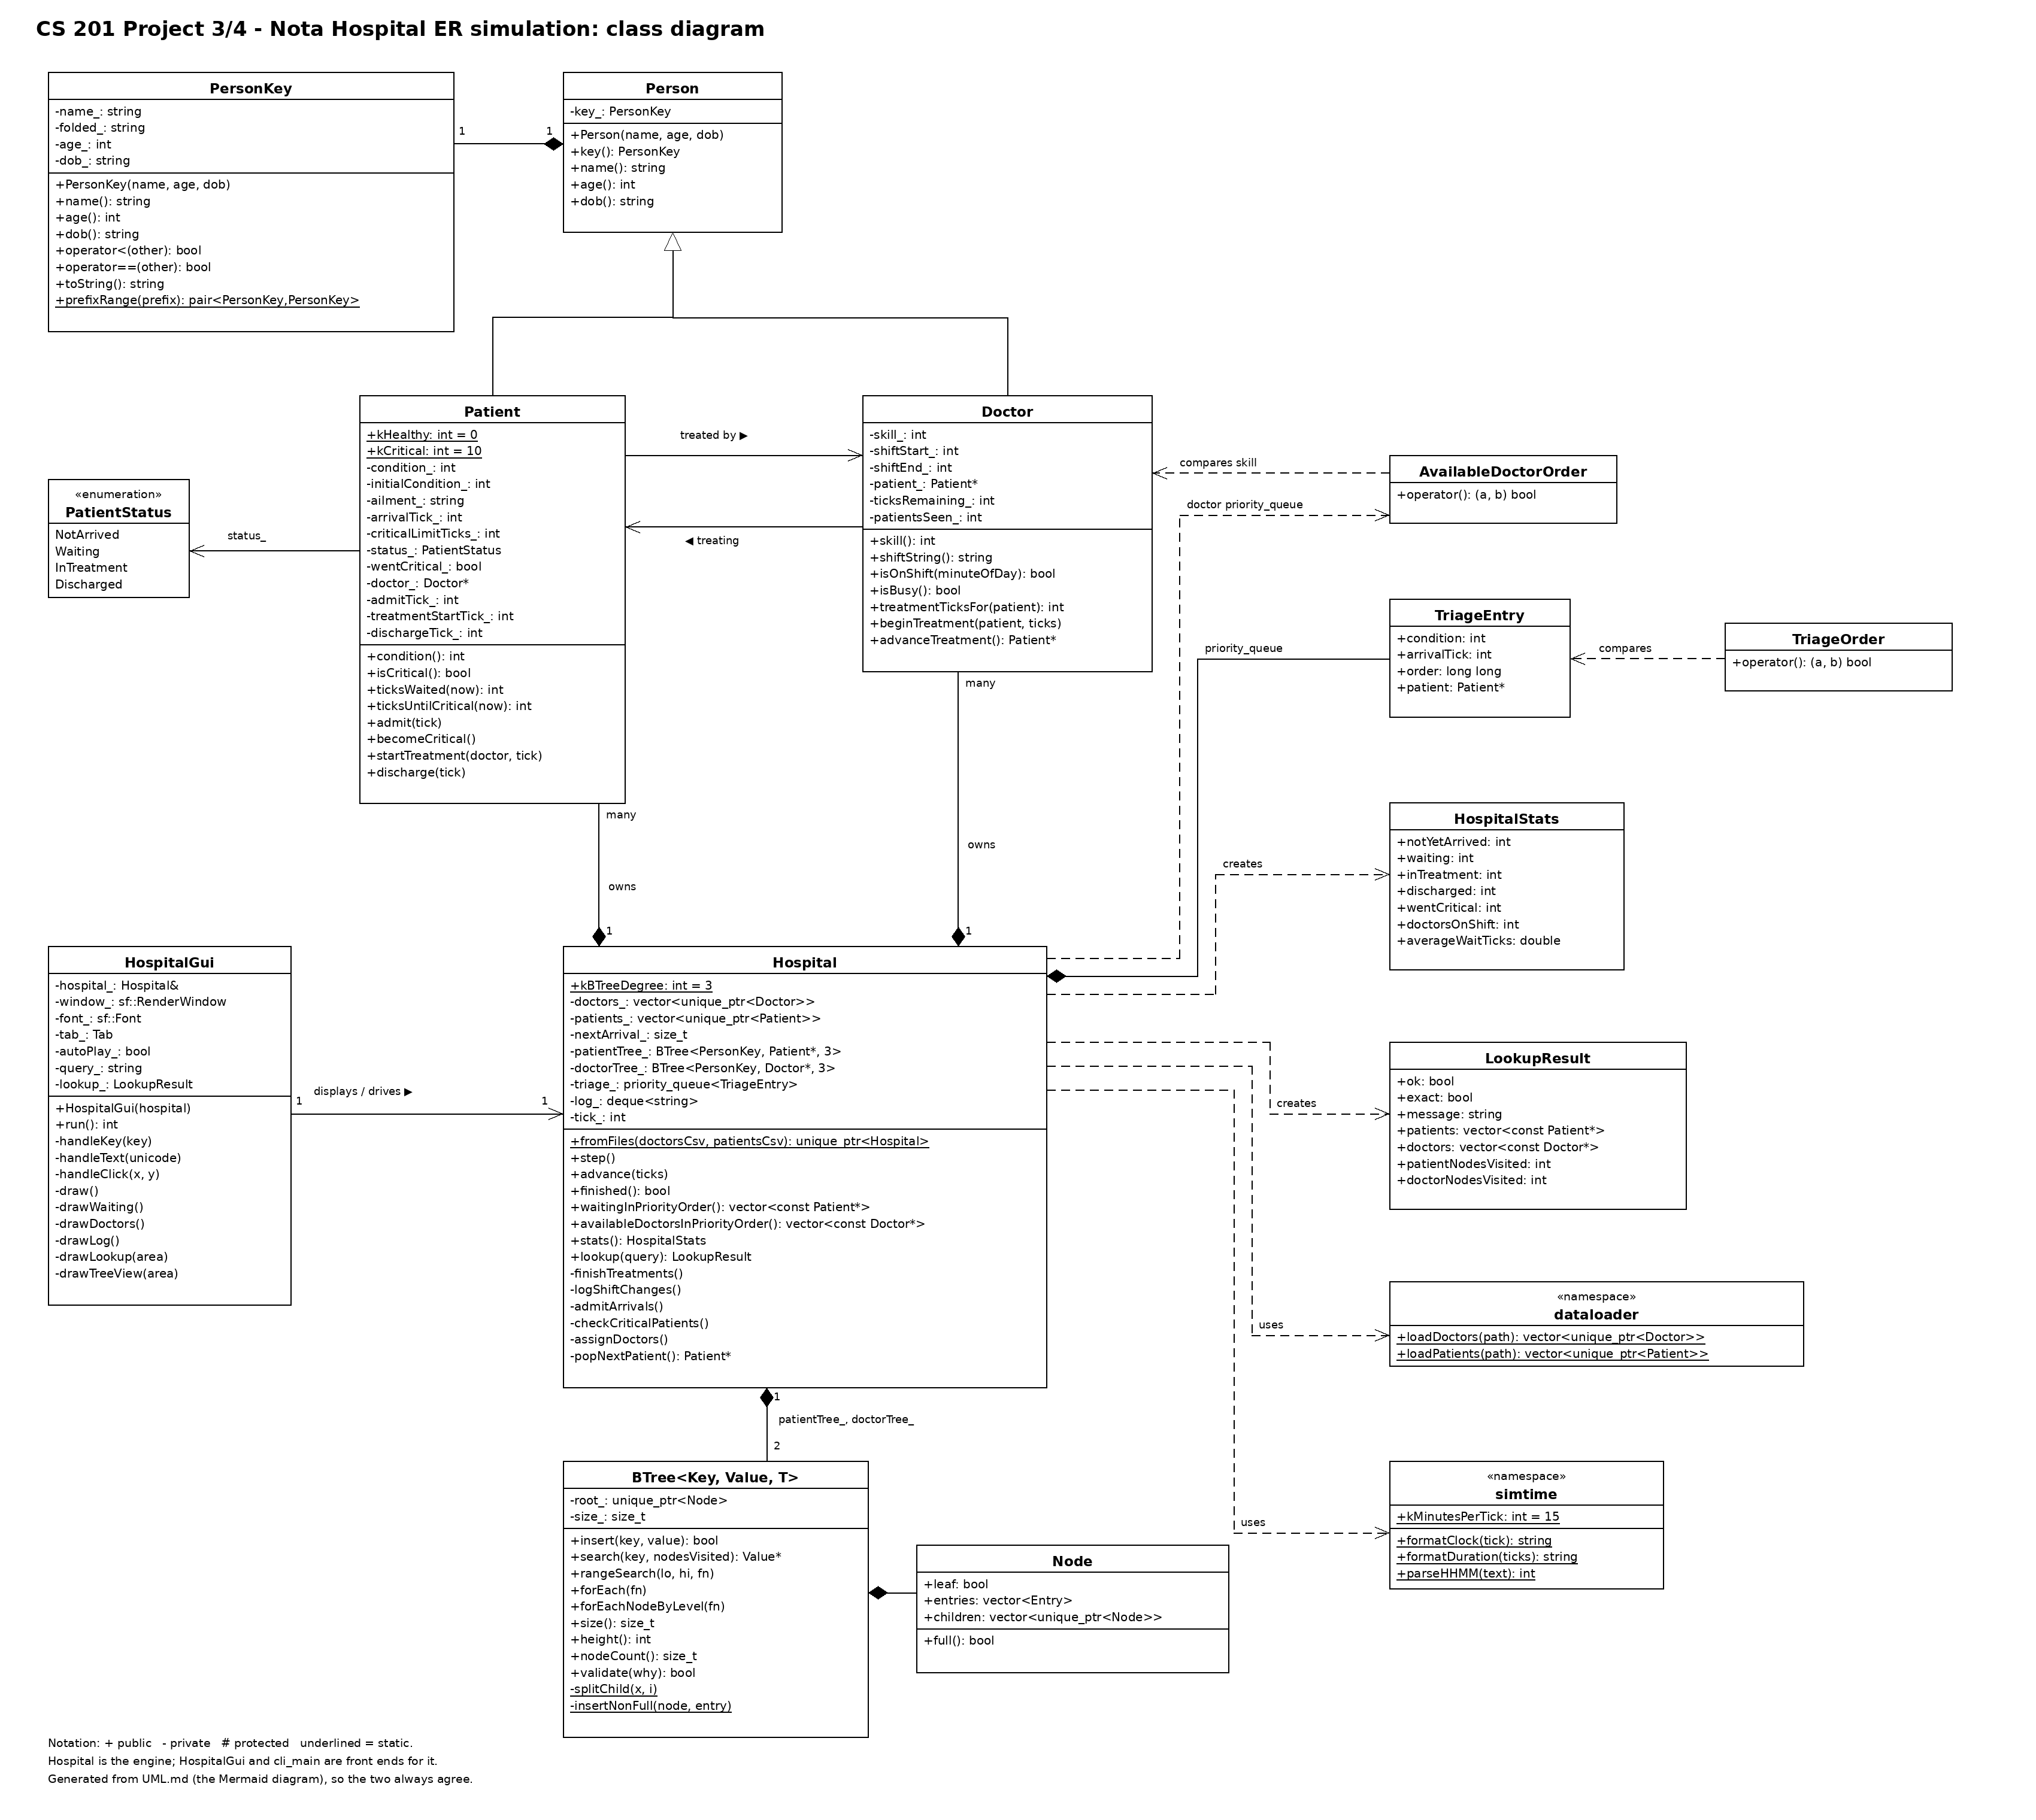 CS 201 Project 3/4 - Nota Hospital ER simulation: class diagram
PersonKey
-name_: string
-folded_: string
-age_: int
-dob_: string
+PersonKey(name, age, dob)
+name(): string
+age(): int
+dob(): string
+operator<(other): bool
+operator==(other): bool
+toString(): string
+prefixRange(prefix): pair<PersonKey,PersonKey>
1
1
Person
-key_: PersonKey
+Person(name, age, dob)
+key(): PersonKey
+name(): string
+age(): int
+dob(): string
Patient
+kHealthy: int = 0
+kCritical: int = 10
-condition_: int
-initialCondition_: int
-ailment_: string
-arrivalTick_: int
-criticalLimitTicks_: int
-status_: PatientStatus
-wentCritical_: bool
-doctor_: Doctor*
-admitTick_: int
-treatmentStartTick_: int
-dischargeTick_: int
+condition(): int
+isCritical(): bool
+ticksWaited(now): int
+ticksUntilCritical(now): int
+admit(tick)
+becomeCritical()
+startTreatment(doctor, tick)
+discharge(tick)
treated by ▶
◀ treating
Doctor
-skill_: int
-shiftStart_: int
-shiftEnd_: int
-patient_: Patient*
-ticksRemaining_: int
-patientsSeen_: int
+skill(): int
+shiftString(): string
+isOnShift(minuteOfDay): bool
+isBusy(): bool
+treatmentTicksFor(patient): int
+beginTreatment(patient, ticks)
+advanceTreatment(): Patient*
compares skill
doctor priority_queue
AvailableDoctorOrder
+operator(): (a, b) bool
«enumeration»
PatientStatus
NotArrived
Waiting
InTreatment
Discharged
status_
priority_queue
TriageEntry
+condition: int
+arrivalTick: int
+order: long long
+patient: Patient*
compares
TriageOrder
+operator(): (a, b) bool
many
owns
1
many
owns
1
creates
HospitalStats
+notYetArrived: int
+waiting: int
+inTreatment: int
+discharged: int
+wentCritical: int
+doctorsOnShift: int
+averageWaitTicks: double
HospitalGui
-hospital_: Hospital&
-window_: sf::RenderWindow
-font_: sf::Font
-tab_: Tab
-autoPlay_: bool
-query_: string
-lookup_: LookupResult
+HospitalGui(hospital)
+run(): int
-handleKey(key)
-handleText(unicode)
-handleClick(x, y)
-draw()
-drawWaiting()
-drawDoctors()
-drawLog()
-drawLookup(area)
-drawTreeView(area)
displays / drives ▶
1
1
Hospital
+kBTreeDegree: int = 3
-doctors_: vector<unique_ptr<Doctor>>
-patients_: vector<unique_ptr<Patient>>
-nextArrival_: size_t
-patientTree_: BTree<PersonKey, Patient*, 3>
-doctorTree_: BTree<PersonKey, Doctor*, 3>
-triage_: priority_queue<TriageEntry>
-log_: deque<string>
-tick_: int
+fromFiles(doctorsCsv, patientsCsv): unique_ptr<Hospital>
+step()
+advance(ticks)
+finished(): bool
+waitingInPriorityOrder(): vector<const Patient*>
+availableDoctorsInPriorityOrder(): vector<const Doctor*>
+stats(): HospitalStats
+lookup(query): LookupResult
-finishTreatments()
-logShiftChanges()
-admitArrivals()
-checkCriticalPatients()
-assignDoctors()
-popNextPatient(): Patient*
creates
LookupResult
+ok: bool
+exact: bool
+message: string
+patients: vector<const Patient*>
+doctors: vector<const Doctor*>
+patientNodesVisited: int
+doctorNodesVisited: int
uses
«namespace»
dataloader
+loadDoctors(path): vector<unique_ptr<Doctor>>
+loadPatients(path): vector<unique_ptr<Patient>>
1
patientTree_, doctorTree_
2
BTree<Key, Value, T>
-root_: unique_ptr<Node>
-size_: size_t
+insert(key, value): bool
+search(key, nodesVisited): Value*
+rangeSearch(lo, hi, fn)
+forEach(fn)
+forEachNodeByLevel(fn)
+size(): size_t
+height(): int
+nodeCount(): size_t
+validate(why): bool
-splitChild(x, i)
-insertNonFull(node, entry)
Node
+leaf: bool
+entries: vector<Entry>
+children: vector<unique_ptr<Node>>
+full(): bool
uses
«namespace»
simtime
+kMinutesPerTick: int = 15
+formatClock(tick): string
+formatDuration(ticks): string
+parseHHMM(text): int
Notation: + public - private # protected underlined = static.
Hospital is the engine; HospitalGui and cli_main are front ends for it.
Generated from UML.md (the Mermaid diagram), so the two always agree.